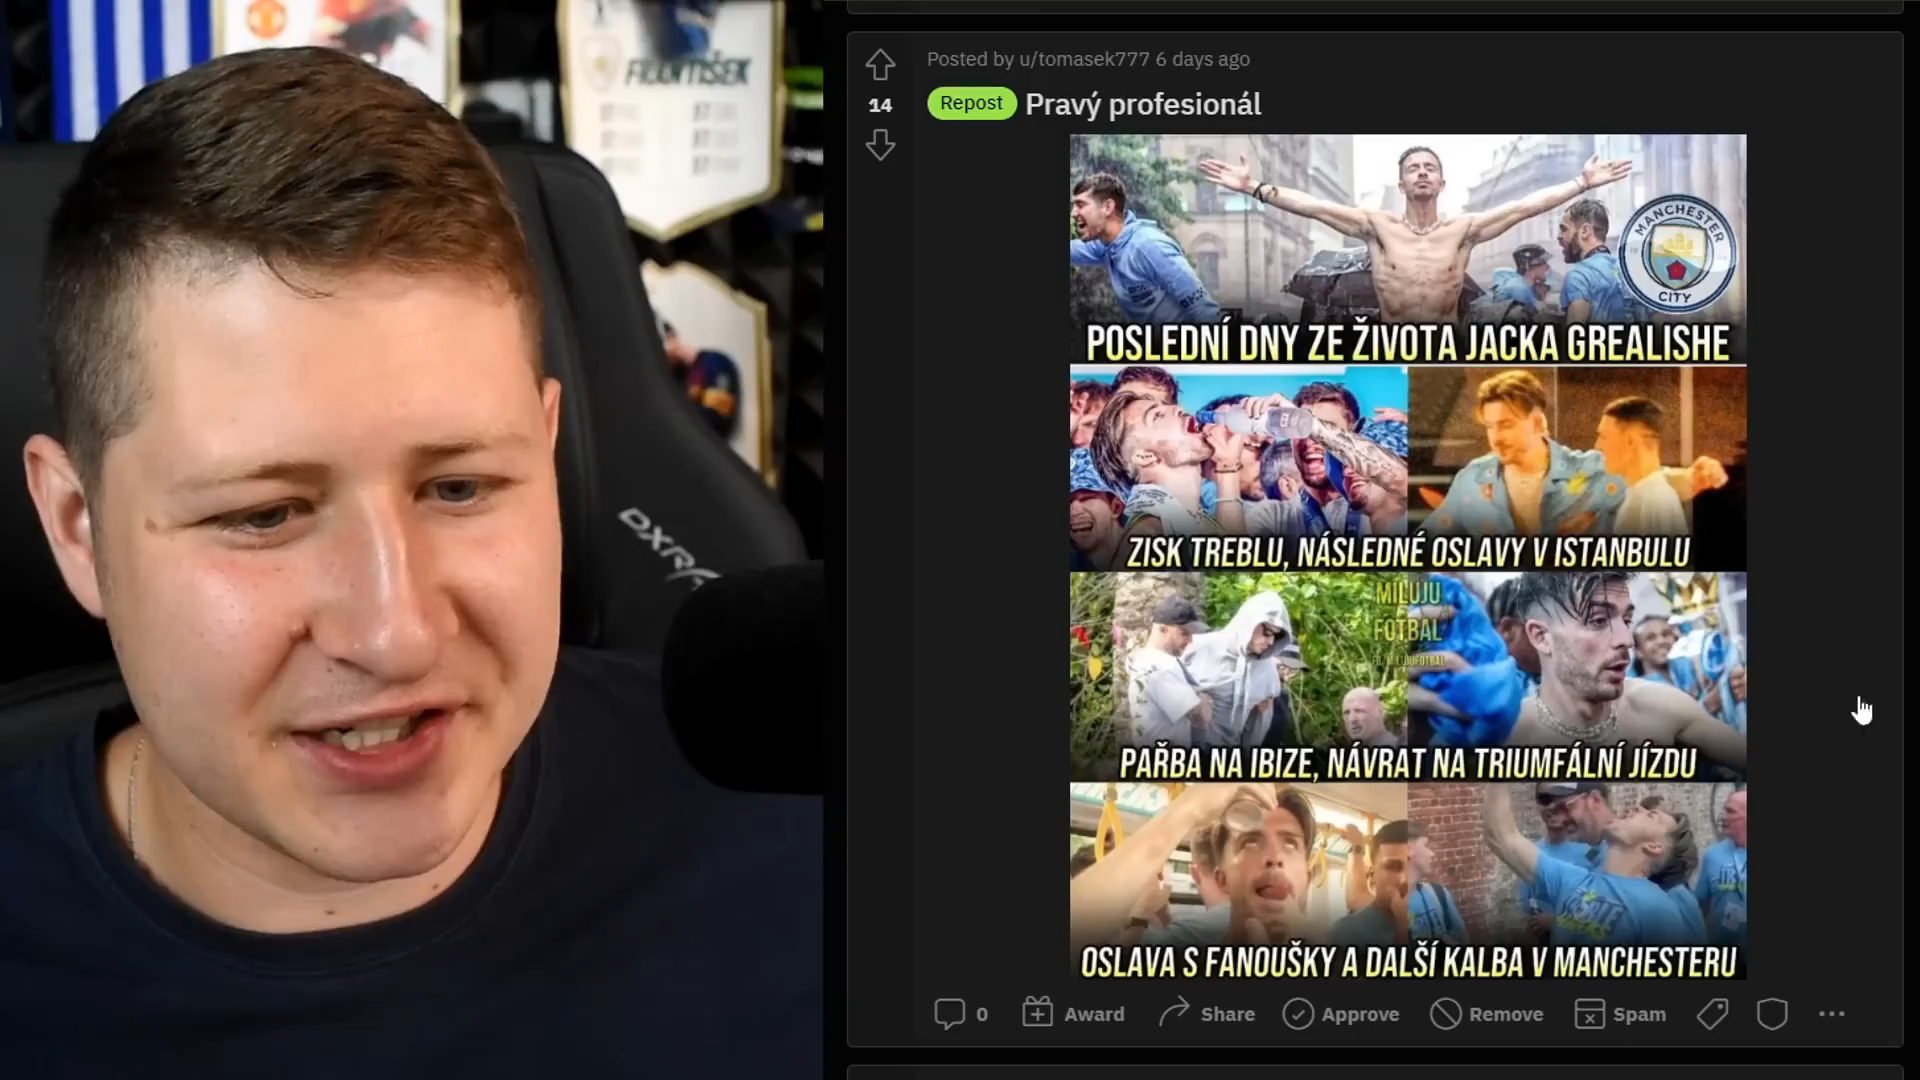 FRANTIŠEK
DXR
Posted by u/tomasek777 6 days ago
14
Repost Pravý profesionál
MANCHESTER
CITY
POSLEDNÍ DNY ZE ŽIVOTA JACKA GREALISHE
ZISK TREBLU, NÁSLEDNÉ OSLAVY V ISTANBULU
MILUJU
FOTBAL
PAŘBA NA IBIZE, NÁVRAT NA TRIUMFÁLNÍ JÍZDU
OSLAVA S FANOUŠKY A DALŠÍ KALBA V MANCHESTERU
0 Award Share Approve Remove Spam